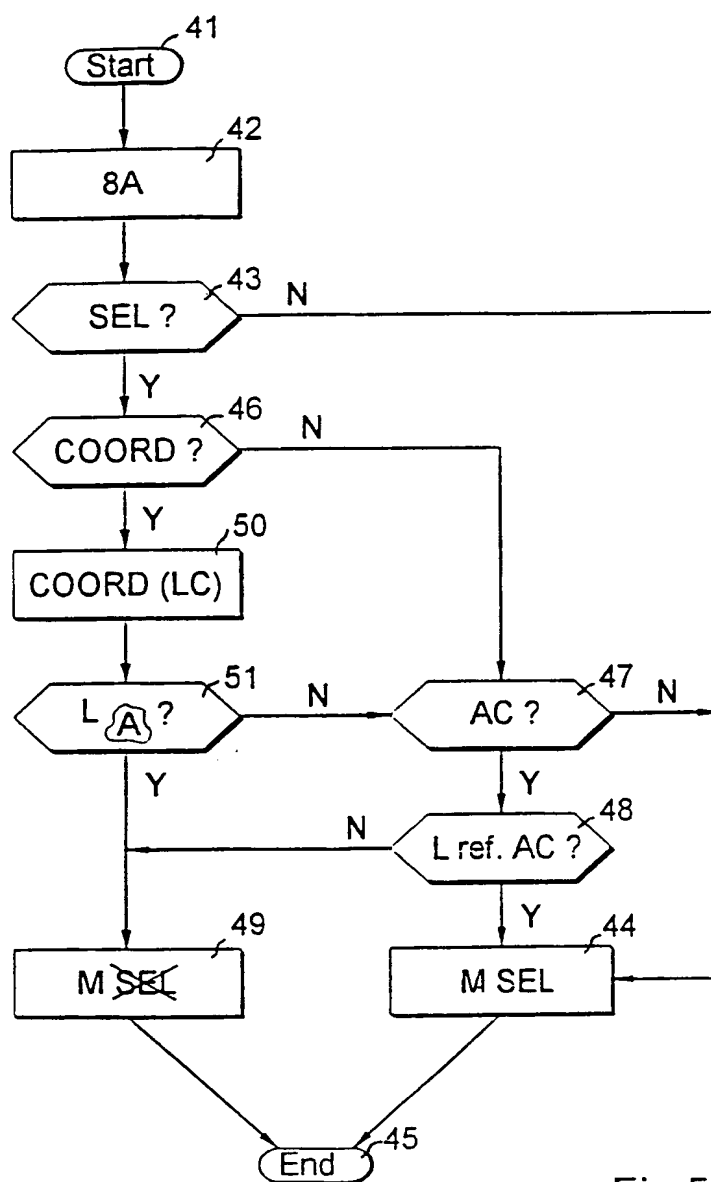 41
Start
42
8A
43
SEL ?
N
Y
46
COORD ?
N
Y
50
COORD (LC)
51
L A ?
N
47
AC ?
N
Y
Y
48
L ref. AC ?
N
Y
49
M SEL
44
M SEL
End
45
Fig.5